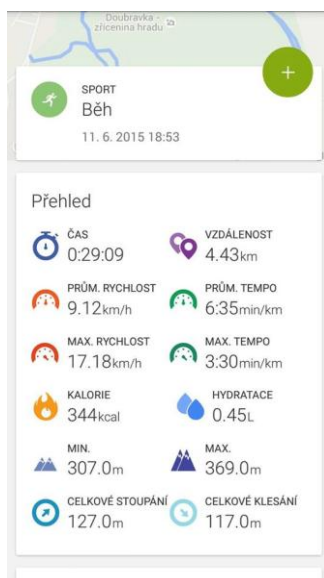 Doubravka -
zřícenina hradu
+
SPORT
Běh
11. 6. 2015 18:53
Přehled
ČAS
0:29:09
VZDÁLENOST
4.43km
PRŮM. RYCHLOST
9.12km/h
PRŮM. TEMPO
6:35min/km
MAX. RYCHLOST
17.18km/h
MAX. TEMPO
3:30min/km
KALORIE
344kcal
HYDRATACE
0.45L
MIN.
307.0m
MAX.
369.0m
CELKOVÉ STOUPÁNÍ
127.0m
CELKOVÉ KLESÁNÍ
117.0m